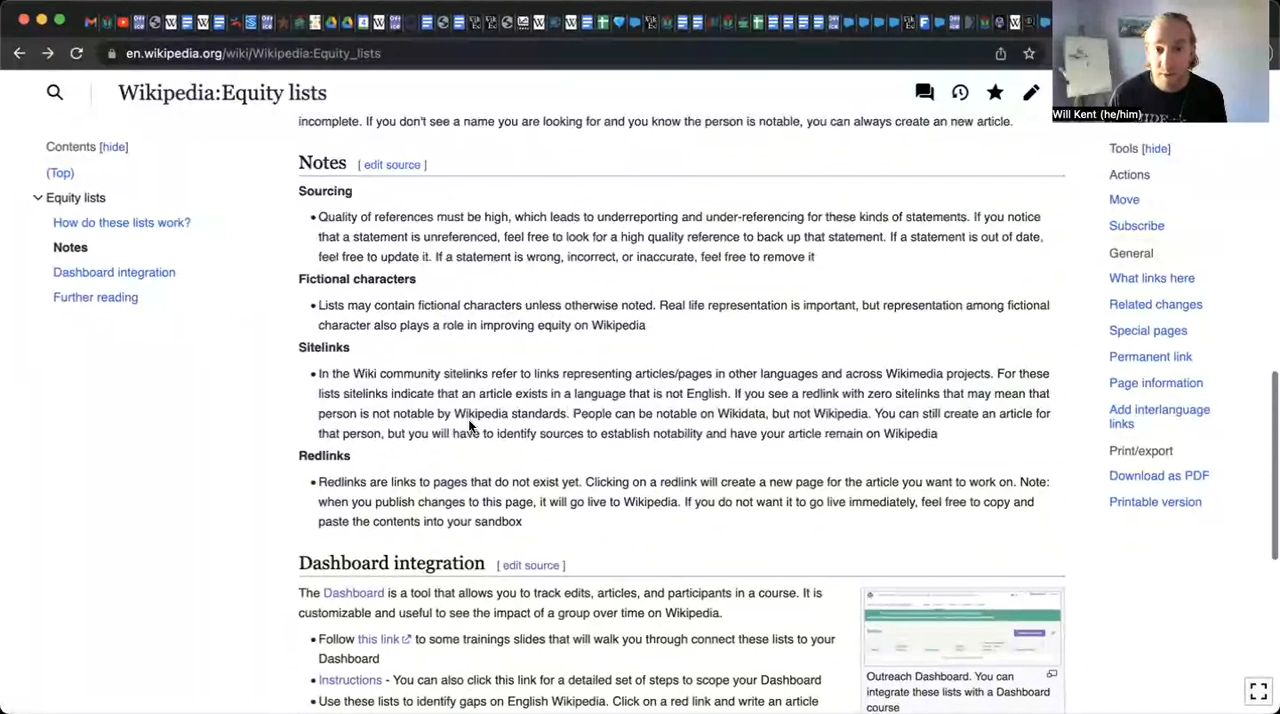 en.wikipedia.org/wiki/Wikipedia:Equity_lists
Wikipedia:Equity lists
Will Kent (he/him)
Contents [hide]
(Top)
Equity lists
How do these lists work?
Notes
Dashboard integration
Further reading
incomplete. If you don't see a name you are looking for and you know the person is notable, you can always create an new article.
Notes [ edit source ]
Sourcing
• Quality of references must be high, which leads to underreporting and under-referencing for these kinds of statements. If you notice
that a statement is unreferenced, feel free to look for a high quality reference to back up that statement. If a statement is out of date,
feel free to update it. If a statement is wrong, incorrect, or inaccurate, feel free to remove it
Fictional characters
• Lists may contain fictional characters unless otherwise noted. Real life representation is important, but representation among fictional
character also plays a role in improving equity on Wikipedia
Sitelinks
• In the Wiki community sitelinks refer to links representing articles/pages in other languages and across Wikimedia projects. For these
lists sitelinks indicate that an article exists in a language that is not English. If you see a redlink with zero sitelinks that may mean that
person is not notable by Wikipedia standards. People can be notable on Wikidata, but not Wikipedia. You can still create an article for
that person, but you will have to identify sources to establish notability and have your article remain on Wikipedia
Redlinks
• Redlinks are links to pages that do not exist yet. Clicking on a redlink will create a new page for the article you want to work on. Note:
when you publish changes to this page, it will go live to Wikipedia. If you do not want it to go live immediately, feel free to copy and
paste the contents into your sandbox
Dashboard integration [ edit source ]
The Dashboard is a tool that allows you to track edits, articles, and participants in a course. It is
customizable and useful to see the impact of a group over time on Wikipedia.
• Follow this link to some trainings slides that will walk you through connect these lists to your
Dashboard
• Instructions - You can also click this link for a detailed set of steps to scope your Dashboard
• Use these lists to identify gaps on English Wikipedia. Click on a red link and write an article
Outreach Dashboard. You can
integrate these lists with a Dashboard
course
Tools [hide]
Actions
Move
Subscribe
General
What links here
Related changes
Special pages
Permanent link
Page information
Add interlanguage
links
Print/export
Download as PDF
Printable version